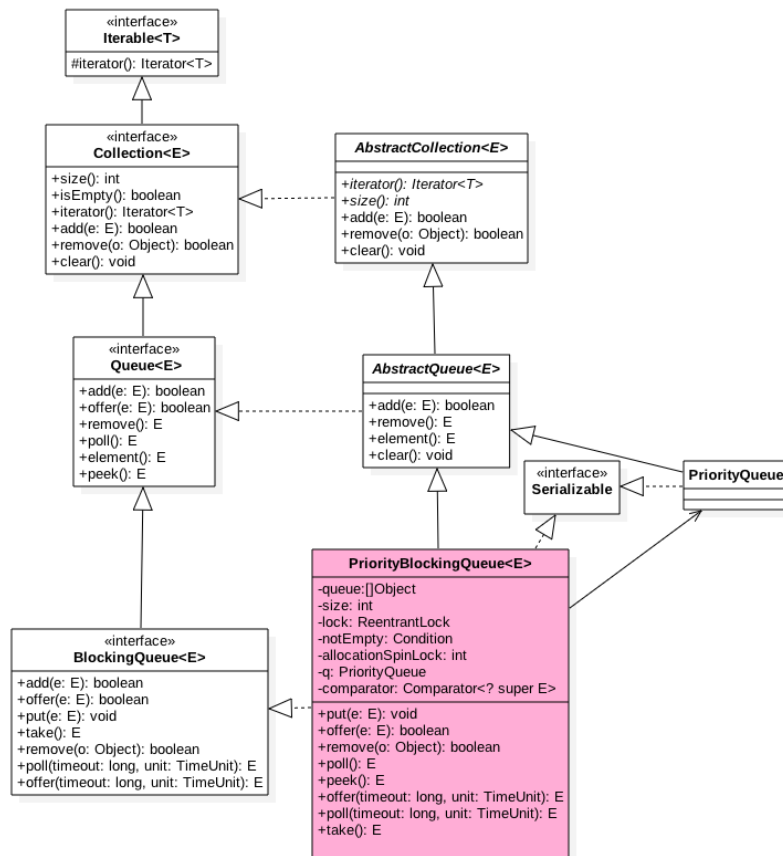 «interface»
Iterable<T>
#iterator(): Iterator<T>
«interface»
Collection<E>
+size(): int
+isEmpty(): boolean
+iterator(): Iterator<T>
+add(e: E): boolean
+remove(o: Object): boolean
+clear(): void
AbstractCollection<E>
+iterator(): Iterator<T>
+size(): int
+add(e: E): boolean
+remove(o: Object): boolean
+clear(): void
«interface»
Queue<E>
+add(e: E): boolean
+offer(e: E): boolean
+remove(): E
+poll(): E
+element(): E
+peek(): E
AbstractQueue<E>
+add(e: E): boolean
+remove(): E
+element(): E
+clear(): void
«interface»
Serializable
PriorityQueue
PriorityBlockingQueue<E>
-queue:[]Object
-size: int
-lock: ReentrantLock
-notEmpty: Condition
-allocationSpinLock: int
-q: PriorityQueue
-comparator: Comparator<? super E>
+put(e: E): void
+offer(e: E): boolean
+remove(o: Object): boolean
+poll(): E
+peek(): E
+offer(timeout: long, unit: TimeUnit): E
+poll(timeout: long, unit: TimeUnit): E
+take(): E
«interface»
BlockingQueue<E>
+add(e: E): boolean
+offer(e: E): boolean
+put(e: E): void
+take(): E
+remove(o: Object): boolean
+poll(timeout: long, unit: TimeUnit): E
+offer(timeout: long, unit: TimeUnit): E